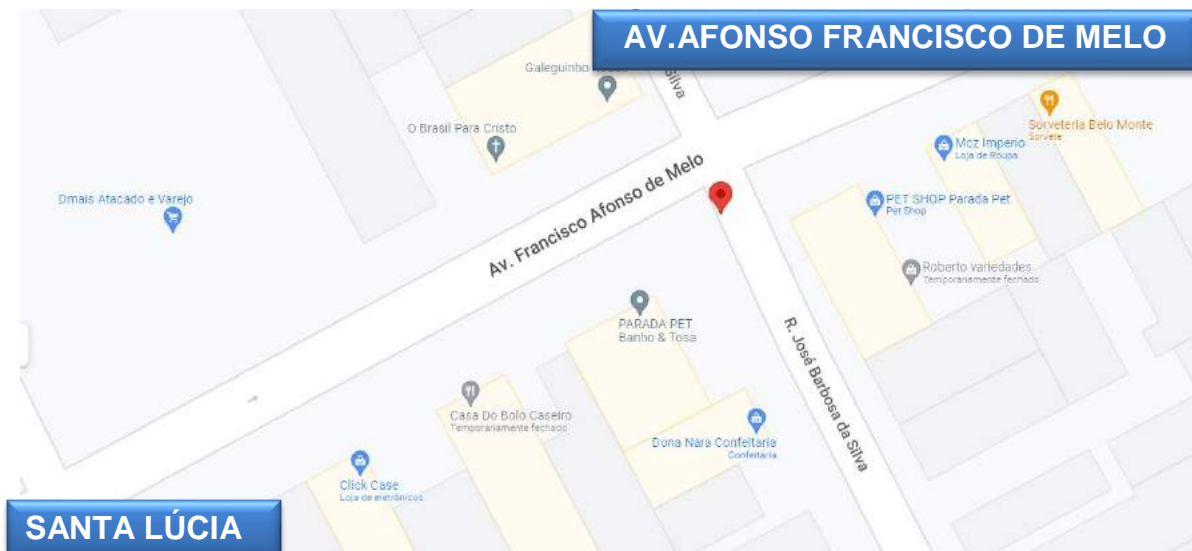 AV.AFONSO FRANCISCO DE MELO
Galeguinho
Silva
O Brasil Para Cristo
Sorveteria Belo Monte
Sorvete
Mcz Imperio
Loja de Roupa
Av. Francisco Afonso de Melo
Dmais Atacado e Varejo
PET SHOP Parada Pet
Pet Shop
Roberto variedades
Temporariamente fechado
PARADA PET
Banho & Tosa
R. José Barbosa da Silva
Casa Do Bolo Caseiro
Temporariamente fechado
Dona Nara Confeitaria
Confeitaria
Click Case
Loja de eletrônicos
SANTA LÚCIA